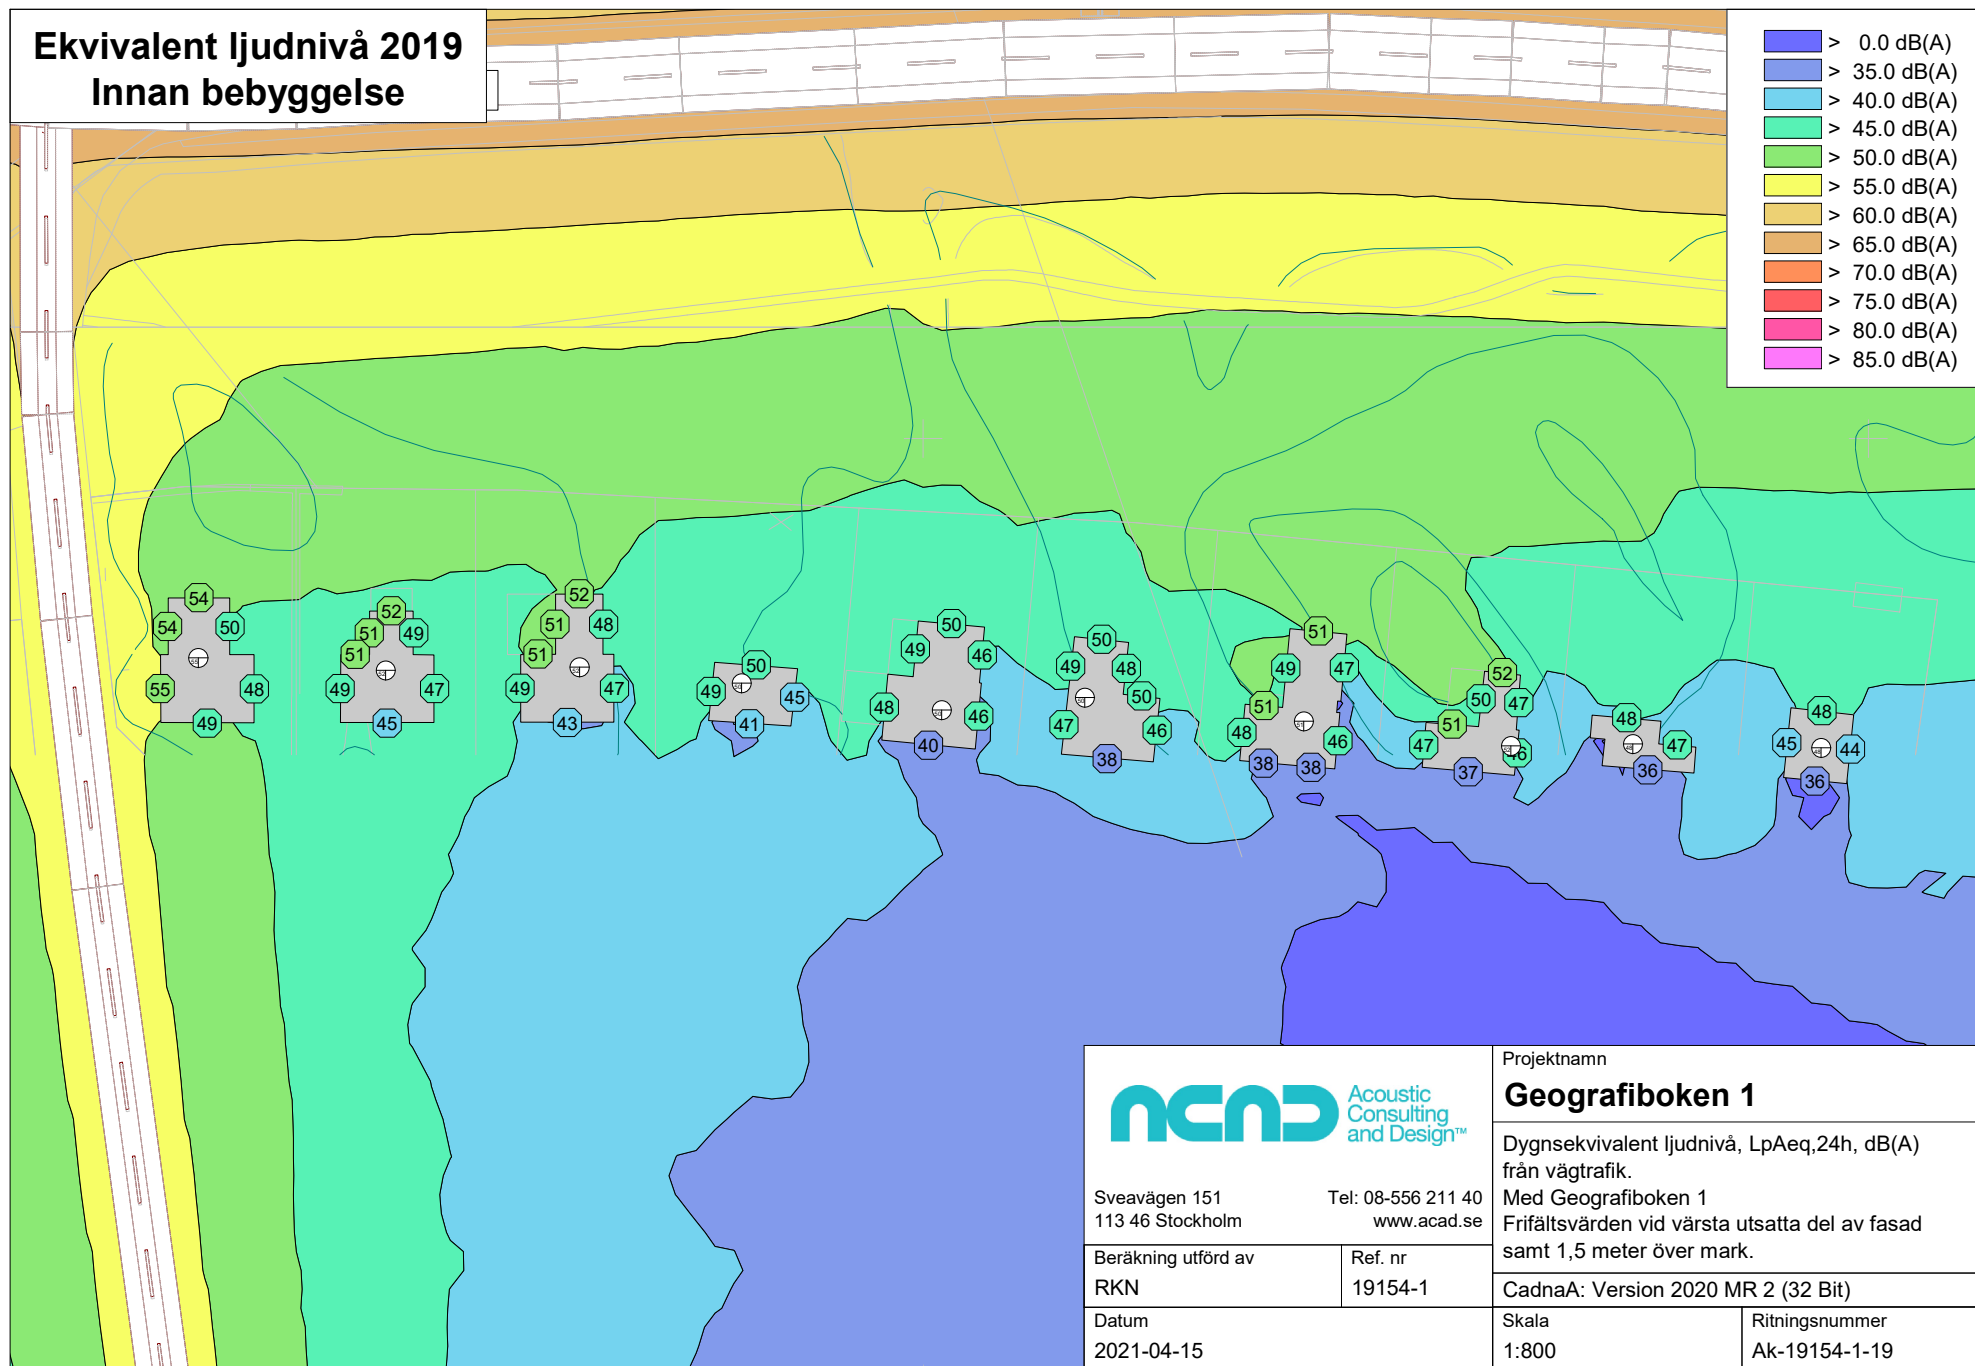 Ekvivalent ljudnivå 2019
Innan bebyggelse
> 0.0 dB(A)
> 35.0 dB(A)
> 40.0 dB(A)
> 45.0 dB(A)
> 50.0 dB(A)
> 55.0 dB(A)
> 60.0 dB(A)
> 65.0 dB(A)
> 70.0 dB(A)
> 75.0 dB(A)
> 80.0 dB(A)
> 85.0 dB(A)
54
54 50
55 48
49
52
51 49
51
49 47
45
52
51 48
51
49 47
43
50
49 45
41
50
49 46
48 46
40
50
49 48
50
47 46
38
51
49 47
51
48 46
38 38
52
50 47
51
47 46
37
48
47
36
48
45 44
36
acad
Acoustic
Consulting
and Design™
Sveavägen 151 Tel: 08-556 211 40
113 46 Stockholm www.acad.se
Beräkning utförd av Ref. nr
RKN 19154-1
Datum
2021-04-15
Projektnamn
Geografiboken 1
Dygnsekvivalent ljudnivå, LpAeq,24h, dB(A)
från vägtrafik.
Med Geografiboken 1
Frifältsvärden vid värsta utsatta del av fasad
samt 1,5 meter över mark.
CadnaA: Version 2020 MR 2 (32 Bit)
Skala Ritningsnummer
1:800 Ak-19154-1-19